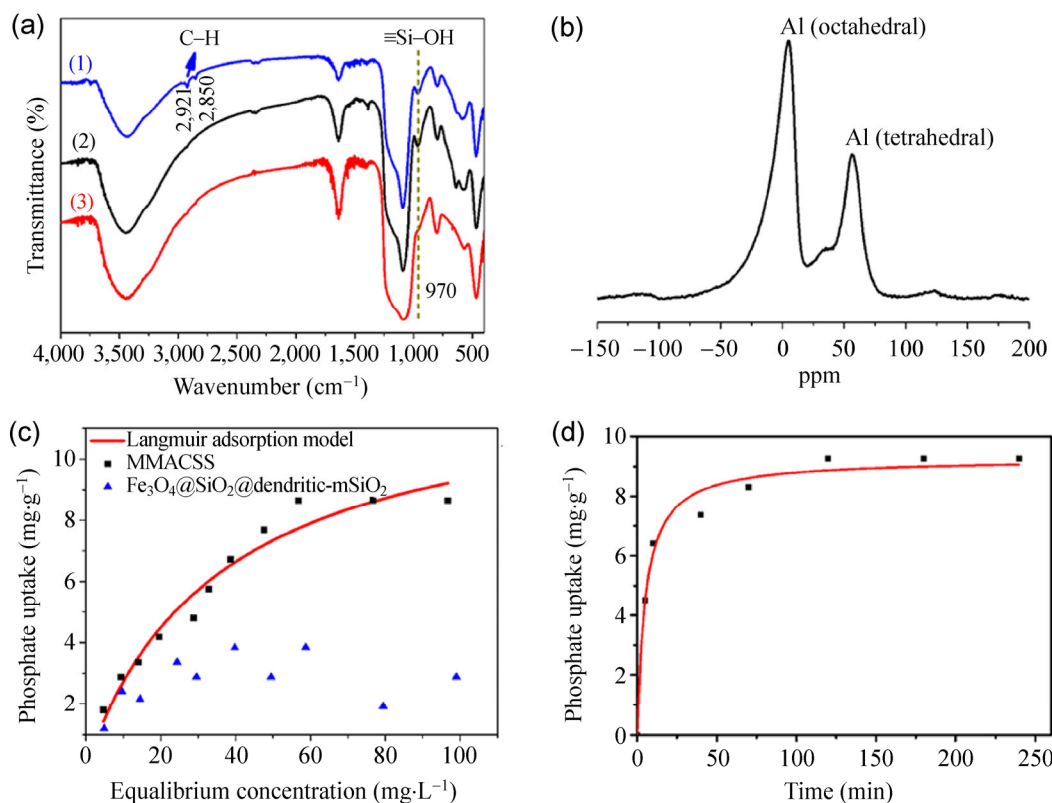 (a)
C–H
≡Si–OH
(1)
2,921
2,850
(2)
(3)
970
Transmittance (%)
4,000 3,500 3,000 2,500 2,000 1,500 1,000 500
Wavenumber (cm⁻¹)
(b)
Al (octahedral)
Al (tetrahedral)
−150 −100 −50 0 50 100 150 200
ppm
(c)
Langmuir adsorption model
MMACSS
Fe₃O₄@SiO₂@dendritic-mSiO₂
10
8
6
4
2
Phosphate uptake (mg·g⁻¹)
0 20 40 60 80 100
Equalibrium concentration (mg·L⁻¹)
(d)
10
8
6
4
2
0
Phosphate uptake (mg·g⁻¹)
0 50 100 150 200 250
Time (min)